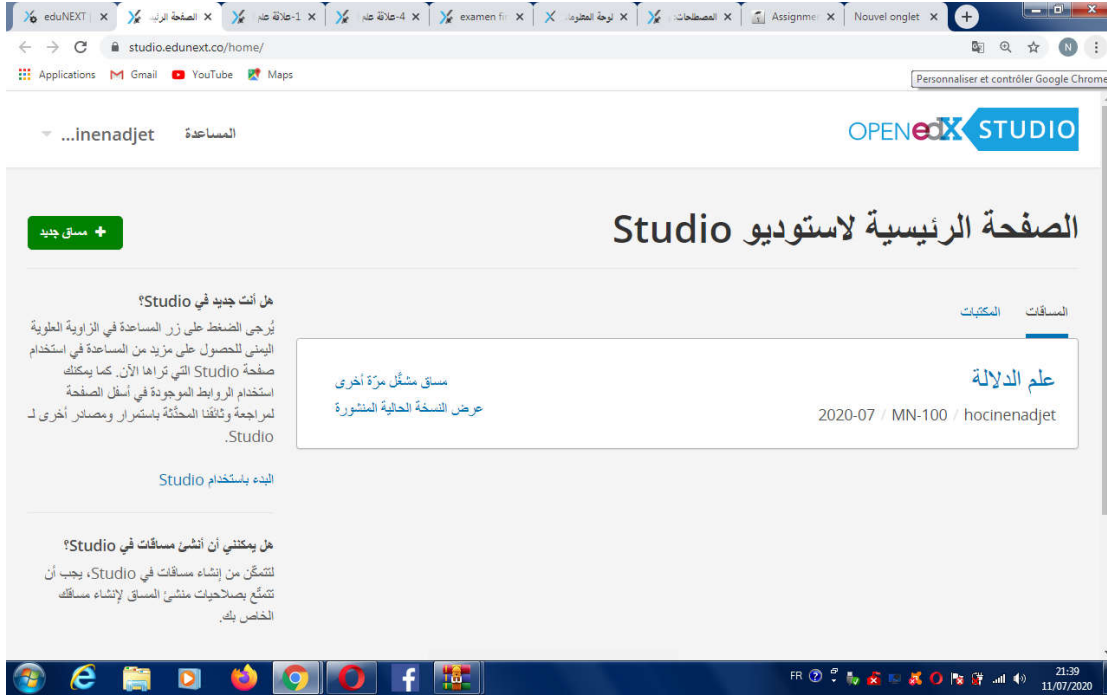 eduNEXT
الصفحة الرئيـ
1-علاقة علم
4-علاقة علم
examen fi
لوحة المعلومات
المصطلحات
Assignme
Nouvel onglet
studio.edunext.co/home/
Applications Gmail YouTube Maps
Personnaliser et contrôler Google Chrome
OPEN edX STUDIO
المساعدة
inenadjet...
الصفحة الرئيسية لاستوديو Studio
+ مساق جديد
المساقات المكتبات
علم الدلالة
hocinenadjet / MN-100 / 2020-07
مساق مشغَّل مرّة أخرى
عرض النسخة الحالية المنشورة
هل أنت جديد في Studio؟
يُرجى الضغط على زر المساعدة في الزاوية العلوية
اليمنى للحصول على مزيد من المساعدة في استخدام
صفحة Studio التي تراها الآن. كما يمكنك
استخدام الروابط الموجودة في أسفل الصفحة
لمراجعة وثائقنا المحدَّثة باستمرار ومصادر أخرى لـ
Studio.
البدء باستخدام Studio
هل يمكنني أن أنشئ مساقات في Studio؟
لتتمكّن من إنشاء مساقات في Studio، يجب أن
تتمتَّع بصلاحيات منشئ المساق لإنشاء مساقك
الخاص بك.
FR
21:39
11/07/2020